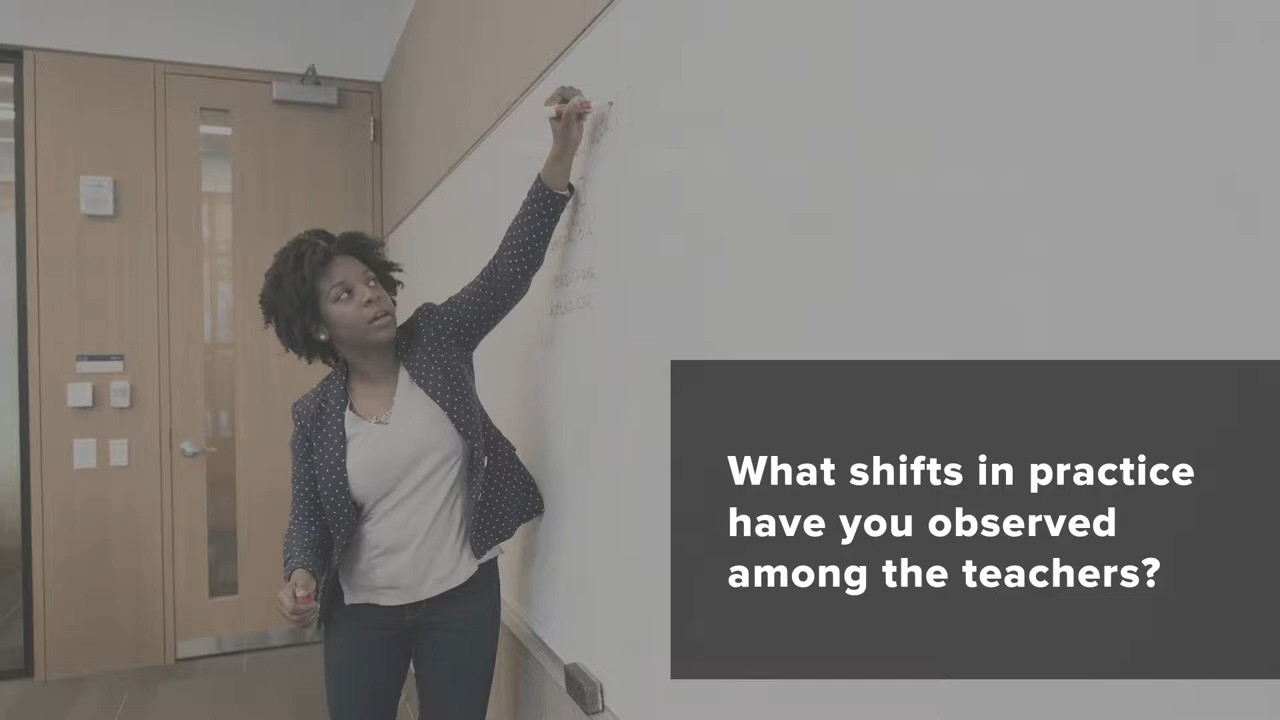 What shifts in practice
have you observed
among the teachers?